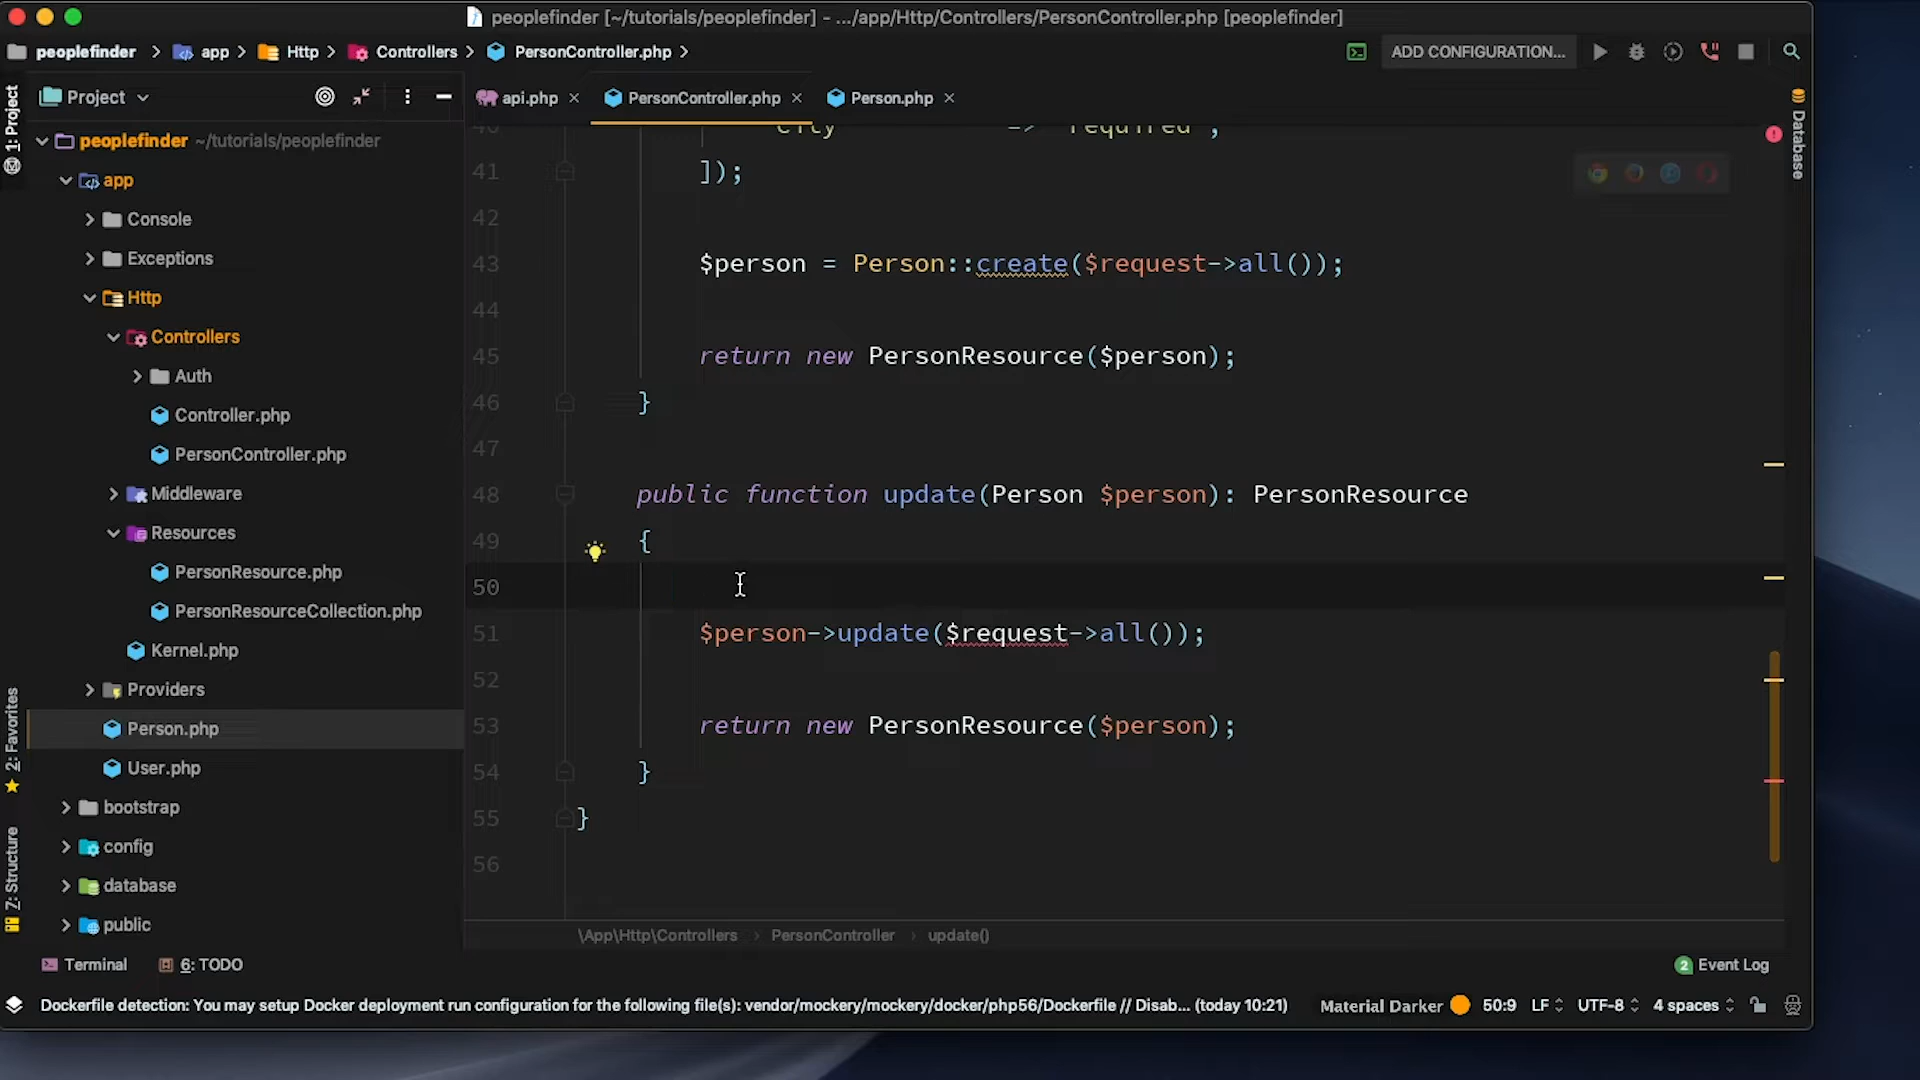 peoplefinder [~/tutorials/peoplefinder] - .../app/Http/Controllers/PersonController.php [peoplefinder]
peoplefinder app Http Controllers PersonController.php
ADD CONFIGURATION...
1: Project
Project
api.php
PersonController.php
Person.php
Database
peoplefinder ~/tutorials/peoplefinder
app
Console
Exceptions
Http
Controllers
Auth
Controller.php
PersonController.php
Middleware
Resources
PersonResource.php
PersonResourceCollection.php
Kernel.php
Providers
Person.php
User.php
bootstrap
config
database
public
2: Favorites
7: Structure
40 'city' => 'required',
41 ]);
42
43 $person = Person::create($request->all());
44
45 return new PersonResource($person);
46 }
47
48 public function update(Person $person): PersonResource
49 {
50
51 $person->update($request->all());
52
53 return new PersonResource($person);
54 }
55 }
56
\App\Http\Controllers PersonController update()
Terminal
6: TODO
2 Event Log
Dockerfile detection: You may setup Docker deployment run configuration for the following file(s): vendor/mockery/mockery/docker/php56/Dockerfile // Disab... (today 10:21)
Material Darker
50:9
LF
UTF-8
4 spaces